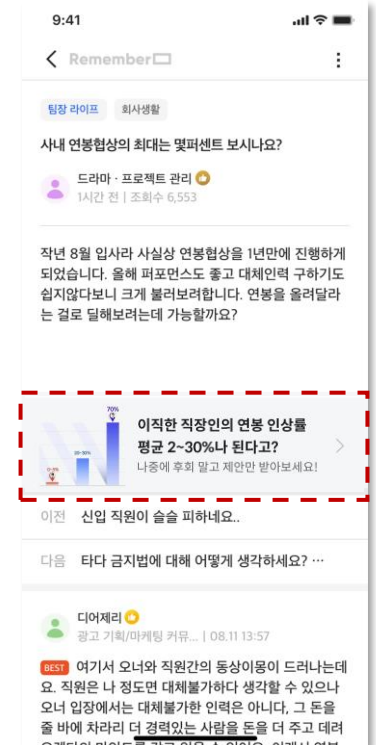 9:41
Remember
팀장 라이프 회사생활
사내 연봉협상의 최대는 몇퍼센트 보시나요?
드라마 · 프로젝트 관리
1시간 전 | 조회수 6,553
작년 8월 입사라 사실상 연봉협상을 1년만에 진행하게
되었습니다. 올해 퍼포먼스도 좋고 대체인력 구하기도
쉽지않다보니 크게 불러보려합니다. 연봉을 올려달라
는 걸로 딜해보려는데 가능할까요?
70%
20~30%
이직한 직장인의 연봉 인상률
평균 2~30%나 된다고?
나중에 후회 말고 제안만 받아보세요!
이전 신입 직원이 슬슬 피하네요..
다음 타다 금지법에 대해 어떻게 생각하세요? …
디어제리
광고 기획/마케팅 커뮤... | 08.11 13:57
BEST 여기서 오너와 직원간의 동상이몽이 드러나는데
요. 직원은 나 정도면 대체불가하다 생각할 수 있으나
오너 입장에서는 대체불가한 인력은 아니다, 그 돈을
줄 바에 차라리 더 경력있는 사람을 돈을 더 주고 데려